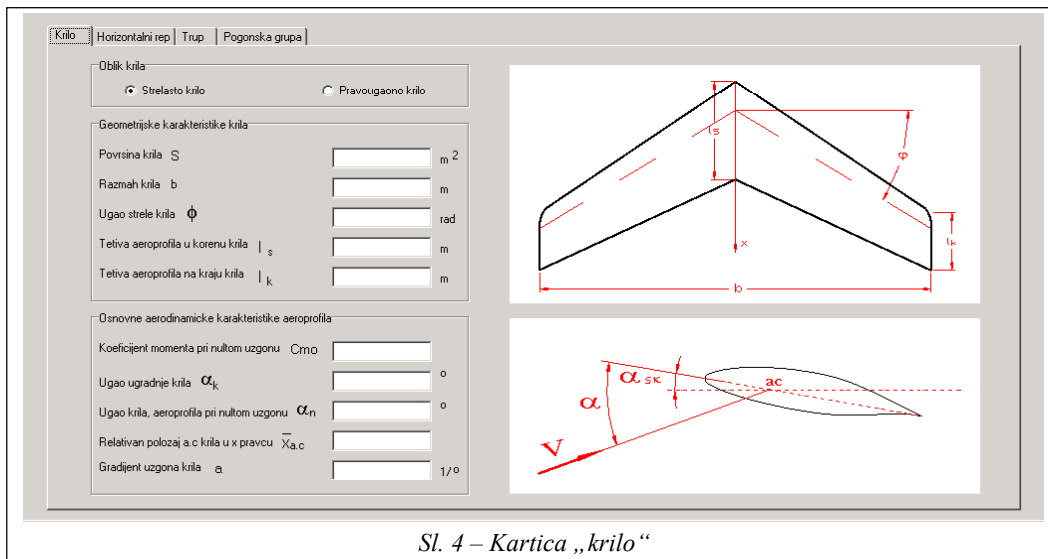 Krilo Horizontalni rep Trup Pogonska grupa
Oblik krila
Strelasto krilo Pravougaono krilo
Geometrijske karakteristike krila
Povrsina krila S m 2
Razmah krila b m
Ugao strele krila ϕ rad
Tetiva aeroprofila u korenu krila l s m
Tetiva aeroprofila na kraju krila l k m
Osnovne aerodinamicke karakteristike aeroprofila
Koeficijent momenta pri nultom uzgonu Cmo
Ugao ugradnje krila αk o
Ugao krila, aeroprofila pri nultom uzgonu αn o
Relativan polozaj a.c krila u x pravcu X̅a.c
Gradijent uzgona krila a 1/o
ls
φ
x
lk
b
α sk
ac
α
V
Sl. 4 – Kartica „krilo“